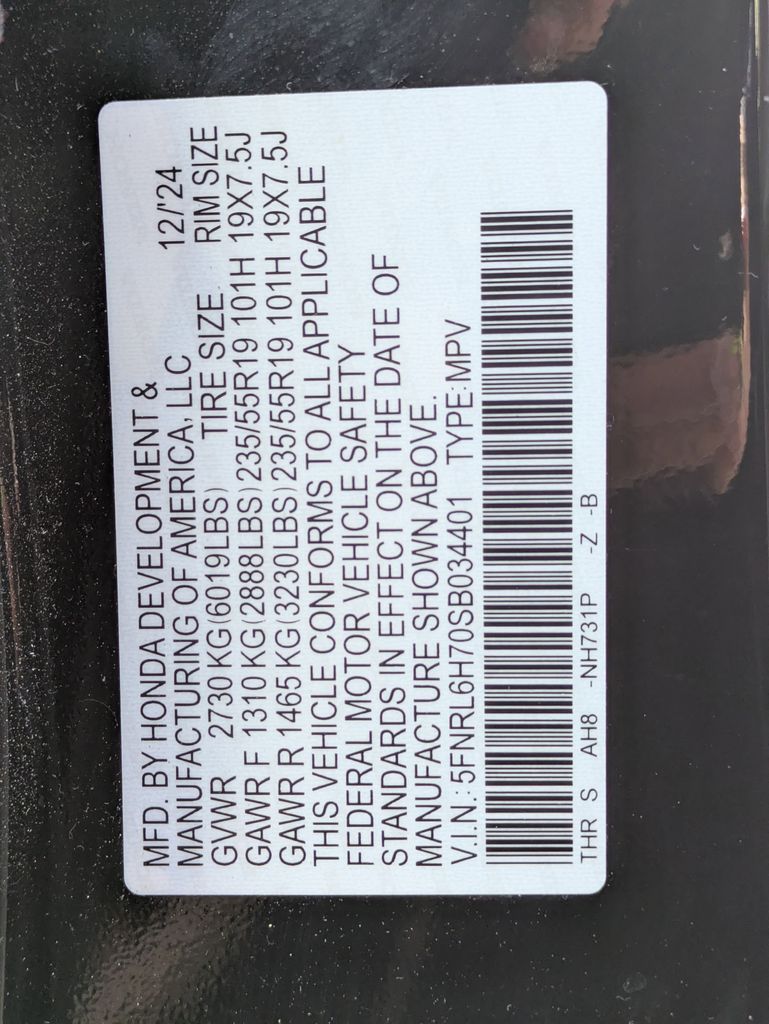 MFD. BY HONDA DEVELOPMENT &
MANUFACTURING OF AMERICA, LLC 12/'24
GVWR 2730 KG(6019LBS) TIRE SIZE RIM SIZE
GAWR F 1310 KG(2888LBS) 235/55R19 101H 19X7.5J
GAWR R 1465 KG(3230LBS) 235/55R19 101H 19X7.5J
THIS VEHICLE CONFORMS TO ALL APPLICABLE
FEDERAL MOTOR VEHICLE SAFETY
STANDARDS IN EFFECT ON THE DATE OF
MANUFACTURE SHOWN ABOVE.
V.I.N.: 5FNRL6H70SB034401 TYPE:MPV
THR S AH8 -NH731P -Z -B